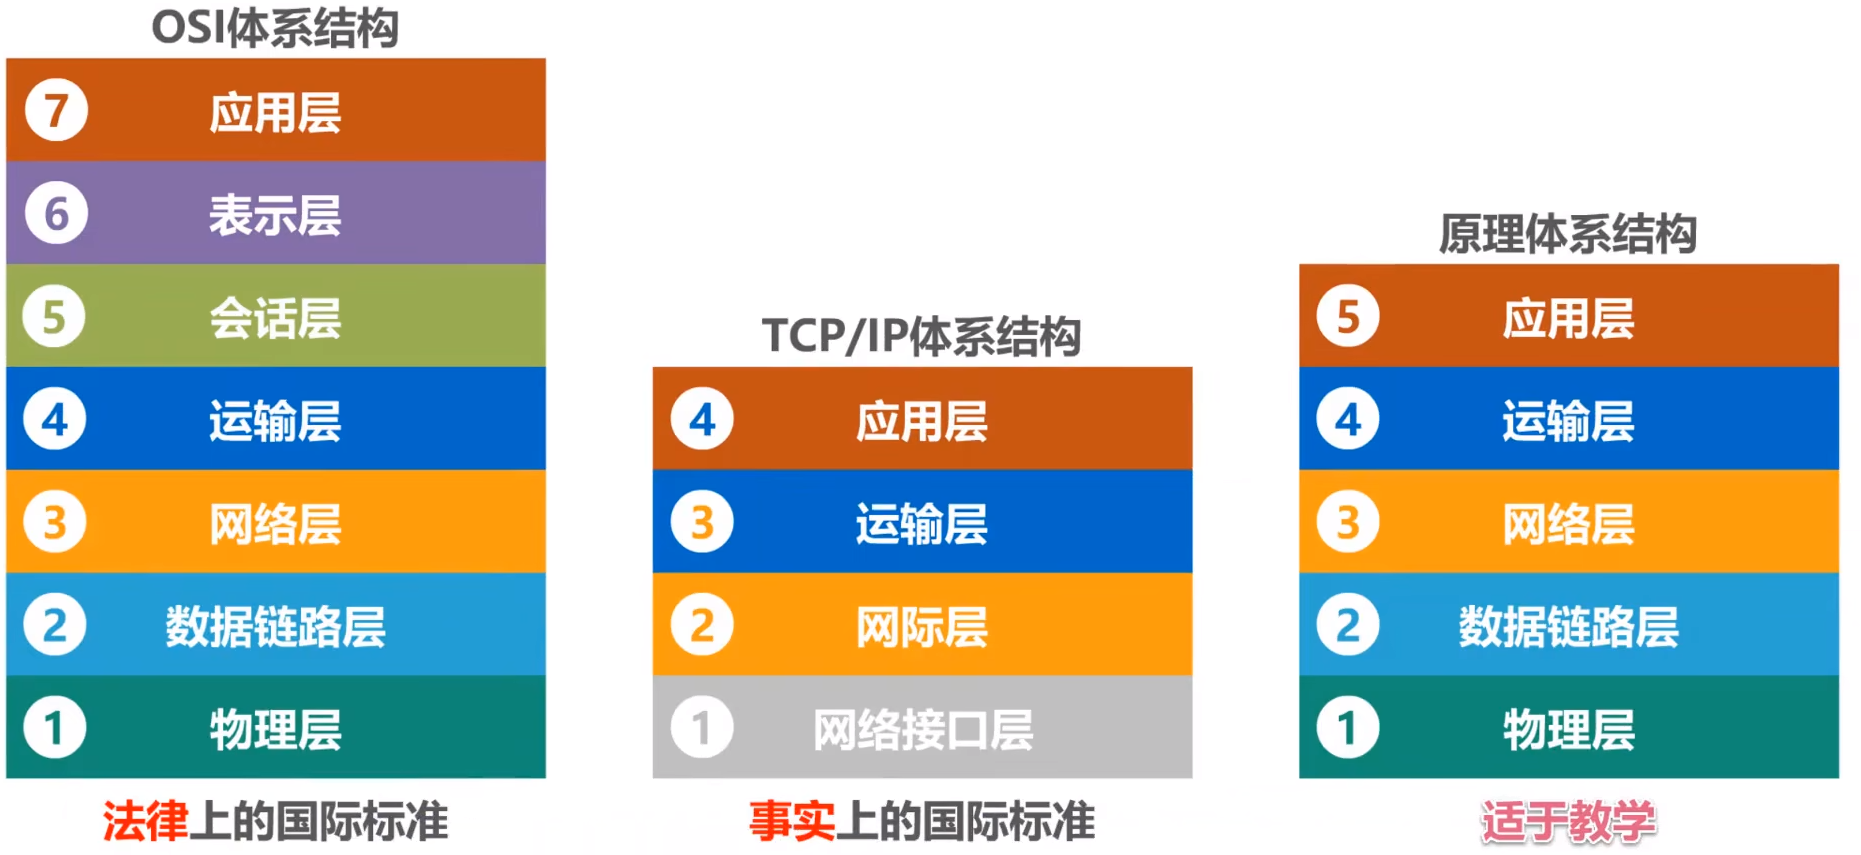 OSI体系结构
7 应用层
6 表示层
5 会话层
4 运输层
3 网络层
2 数据链路层
1 物理层
法律上的国际标准
TCP/IP体系结构
4 应用层
3 运输层
2 网际层
1 网络接口层
事实上的国际标准
原理体系结构
5 应用层
4 运输层
3 网络层
2 数据链路层
1 物理层
适于教学